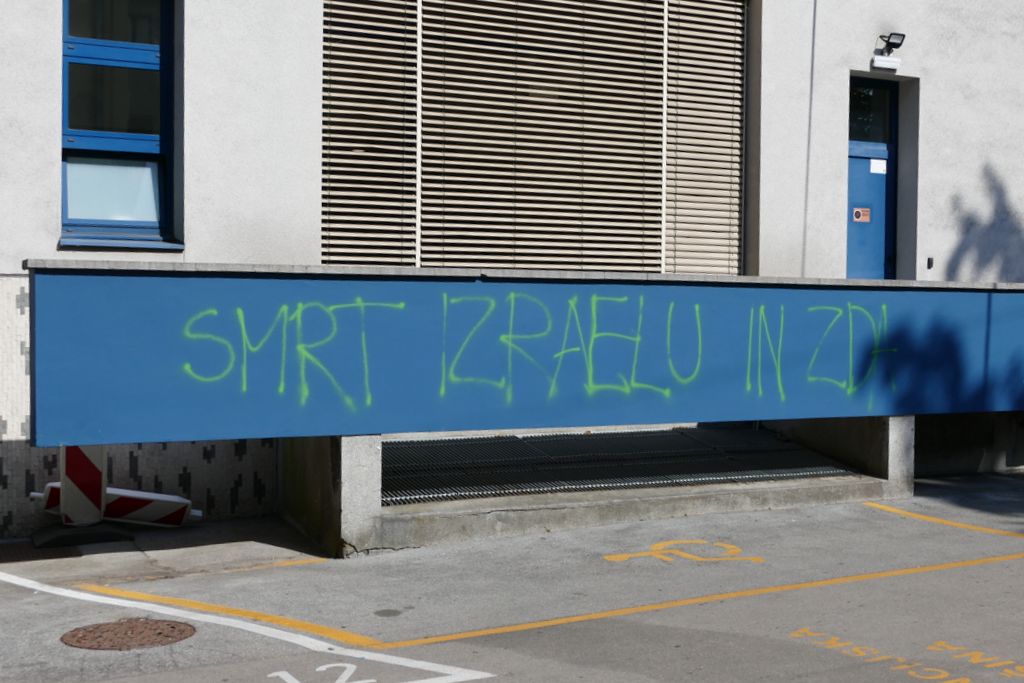 SMRT IZRAELU IN ZDA
12